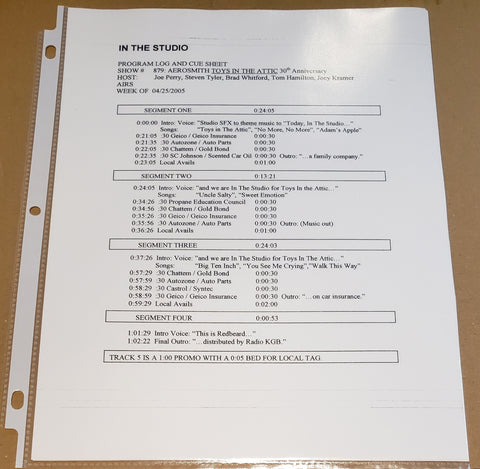 IN THE STUDIO
PROGRAM LOG AND CUE SHEET
SHOW # 879: AEROSMITH TOYS IN THE ATTIC 30th Anniversary
HOST: Joe Perry, Steven Tyler, Brad Whitford, Tom Hamilton, Joey Kramer
AIRS
WEEK OF 04/25/2005
SEGMENT ONE 0:24:05
0:00:00 Intro: Voice: "Studio SFX to theme music to "Today, In The Studio…"
Songs: "Toys in The Attic", "No More, No More", "Adam's Apple"
0:21:05 :30 Geico / Geico Insurance 0:00:30
0:21:35 :30 Autozone / Auto Parts 0:00:30
0:22:05 :30 Chattem / Gold Bond 0:00:30
0:22:35 :30 SC Johnson / Scented Car Oil 0:00:30 Outro: "…a family company."
0:23:05 Local Avails 0:01:00
SEGMENT TWO 0:13:21
0:24:05 Intro: Voice: "and we are In The Studio for Toys In the Attic…"
Songs: "Uncle Salty", "Sweet Emotion"
0:34:26 :30 Propane Education Council 0:00:30
0:34:56 :30 Chattem / Gold Bond 0:00:30
0:35:26 :30 Geico / Geico Insurance 0:00:30
0:35:56 :30 Autozone / Auto Parts 0:00:30 Outro: (Music out)
0:36:26 Local Avails 0:01:00
SEGMENT THREE 0:24:03
0:37:26 Intro: Voice: "and we are In The Studio for Toys In The Attic…"
Songs: "Big Ten Inch", "You See Me Crying","Walk This Way"
0:57:29 :30 Chattem / Gold Bond 0:00:30
0:57:59 :30 Autozone / Auto Parts 0:00:30
0:58:29 :30 Castrol / Syntec 0:00:30
0:58:59 :30 Geico / Geico Insurance 0:00:30 Outro: "…on car insurance."
0:59:29 Local Avails 0:02:00
SEGMENT FOUR 0:00:53
1:01:29 Intro Voice: "This is Redbeard…"
1:02:22 Final Outro: "…distributed by Radio KGB."
TRACK 5 IS A 1:00 PROMO WITH A 0:05 BED FOR LOCAL TAG.